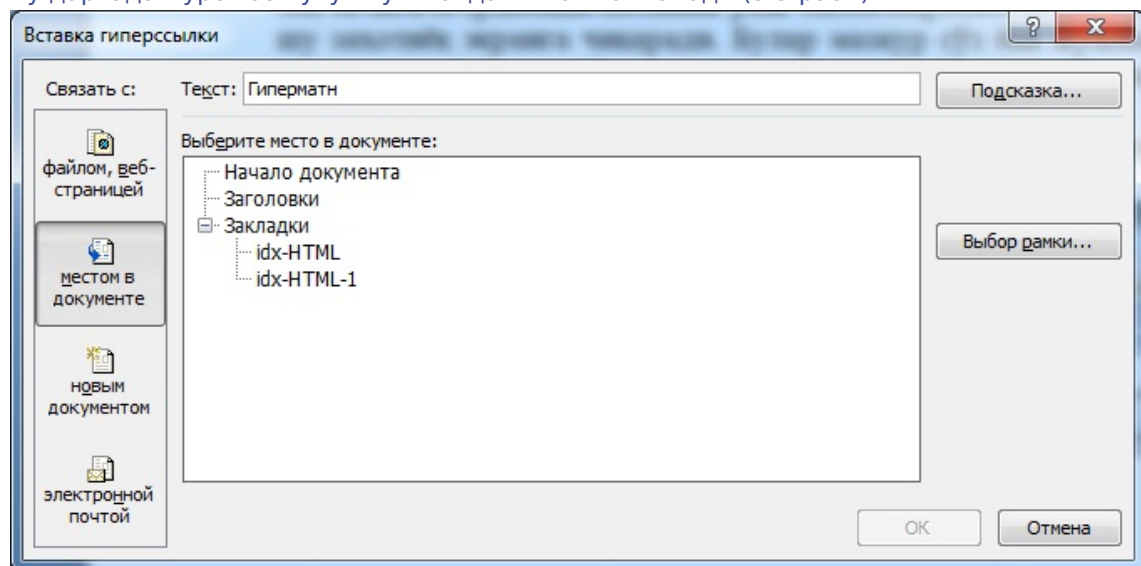 Вставка гиперссылки
Связать с:
Текст: Гиперматн
Подсказка...
файлом, веб-
страницей
местом в
документе
новым
документом
электронной
почтой
Выберите место в документе:
Начало документа
Заголовки
Закладки
idx-HTML
idx-HTML-1
Выбор рамки...
ОК
Отмена